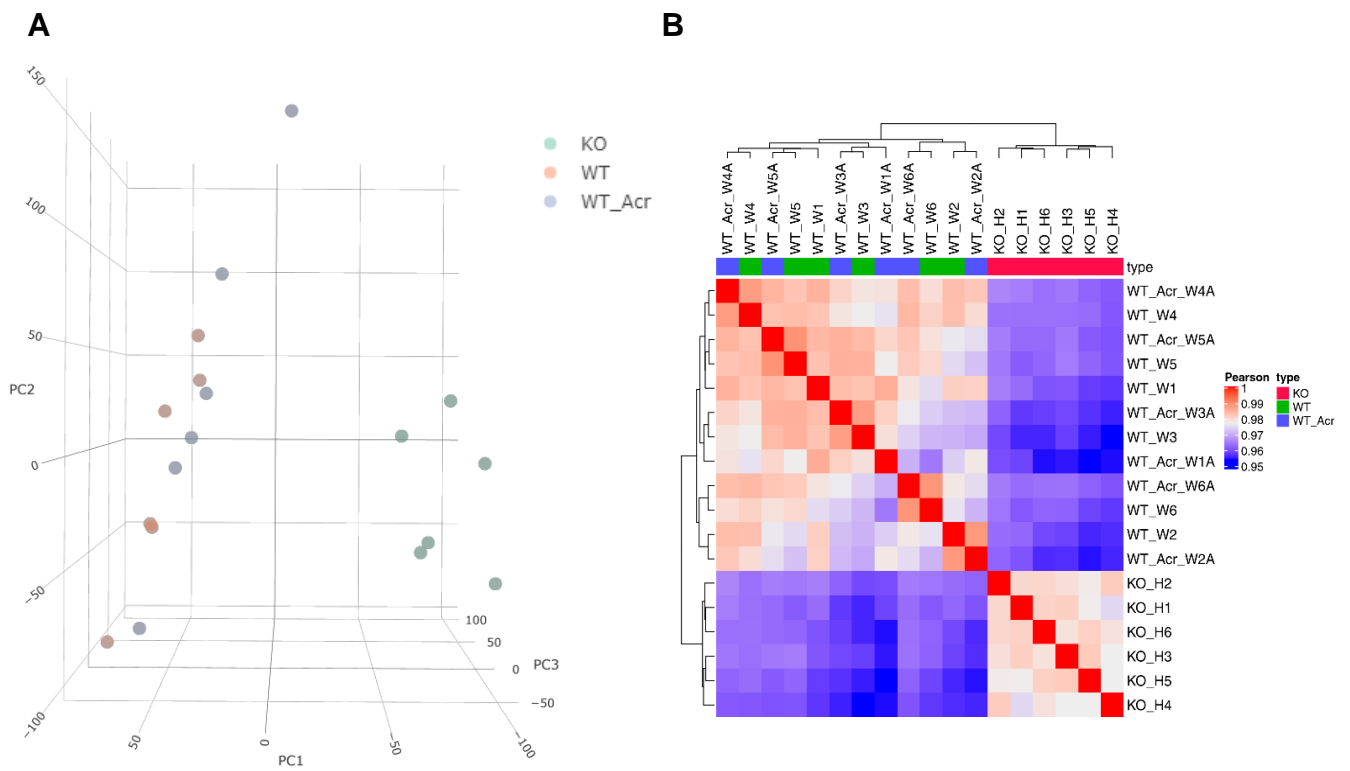 A
150
100
50
PC2
0
−50
−100
50
0
PC1
−50
−100
100
50
0
PC3
−50
KO
WT
WT_Acr
B
WT_Acr_W4A
WT_W4
WT_Acr_W5A
WT_W5
WT_W1
WT_Acr_W3A
WT_W3
WT_Acr_W1A
WT_Acr_W6A
WT_W6
WT_W2
WT_Acr_W2A
KO_H2
KO_H1
KO_H6
KO_H3
KO_H5
KO_H4
type
WT_Acr_W4A
WT_W4
WT_Acr_W5A
WT_W5
WT_W1
WT_Acr_W3A
WT_W3
WT_Acr_W1A
WT_Acr_W6A
WT_W6
WT_W2
WT_Acr_W2A
KO_H2
KO_H1
KO_H6
KO_H3
KO_H5
KO_H4
Pearson
1
0.99
0.98
0.97
0.96
0.95
type
KO
WT
WT_Acr